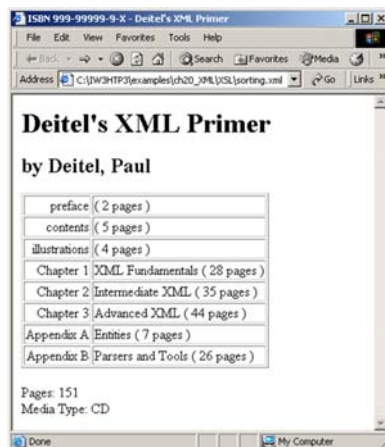 ISBN 999-99999-9-X - Deitel's XML Primer
File Edit View Favorites Tools Help
Back Search Favorites Media
Address C:\IW3HTP3\examples\ch20_XML\XSL\sorting.xml Go Links
Deitel's XML Primer
by Deitel, Paul
preface ( 2 pages )
contents ( 5 pages )
illustrations ( 4 pages )
Chapter 1 XML Fundamentals ( 28 pages )
Chapter 2 Intermediate XML ( 35 pages )
Chapter 3 Advanced XML ( 44 pages )
Appendix A Entities ( 7 pages )
Appendix B Parsers and Tools ( 26 pages )
Pages: 151
Media Type: CD
Done My Computer